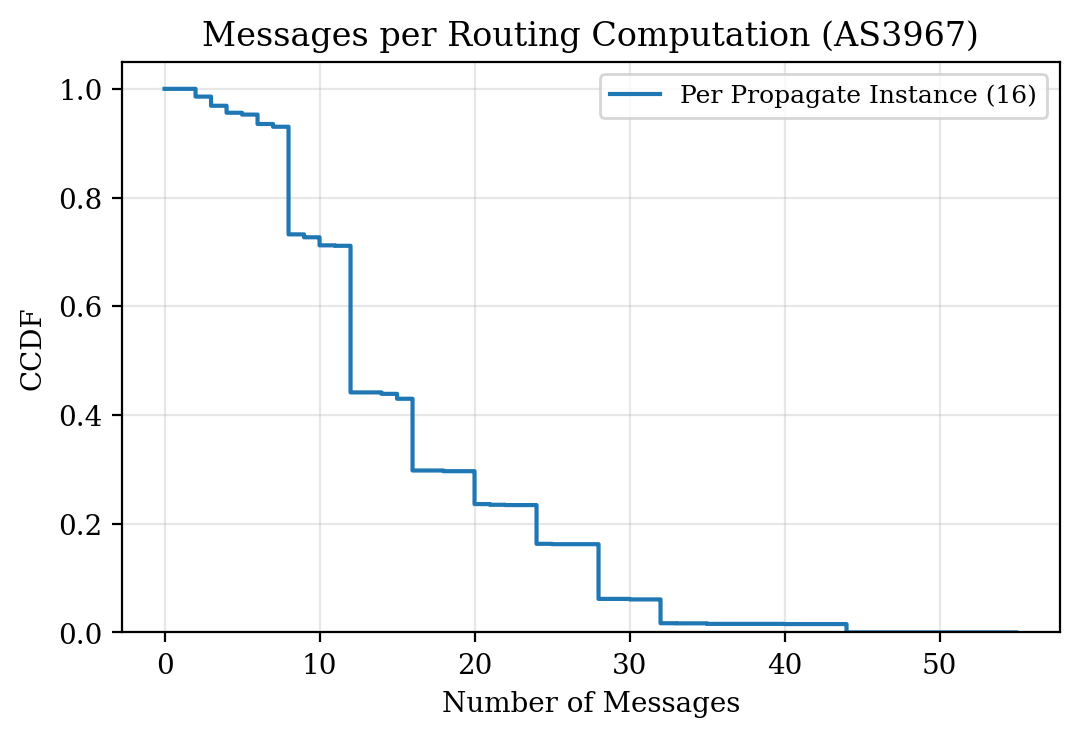 Messages per Routing Computation (AS3967)
Per Propagate Instance (16)
CCDF
1.0
0.8
0.6
0.4
0.2
0.0
0 10 20 30 40 50
Number of Messages